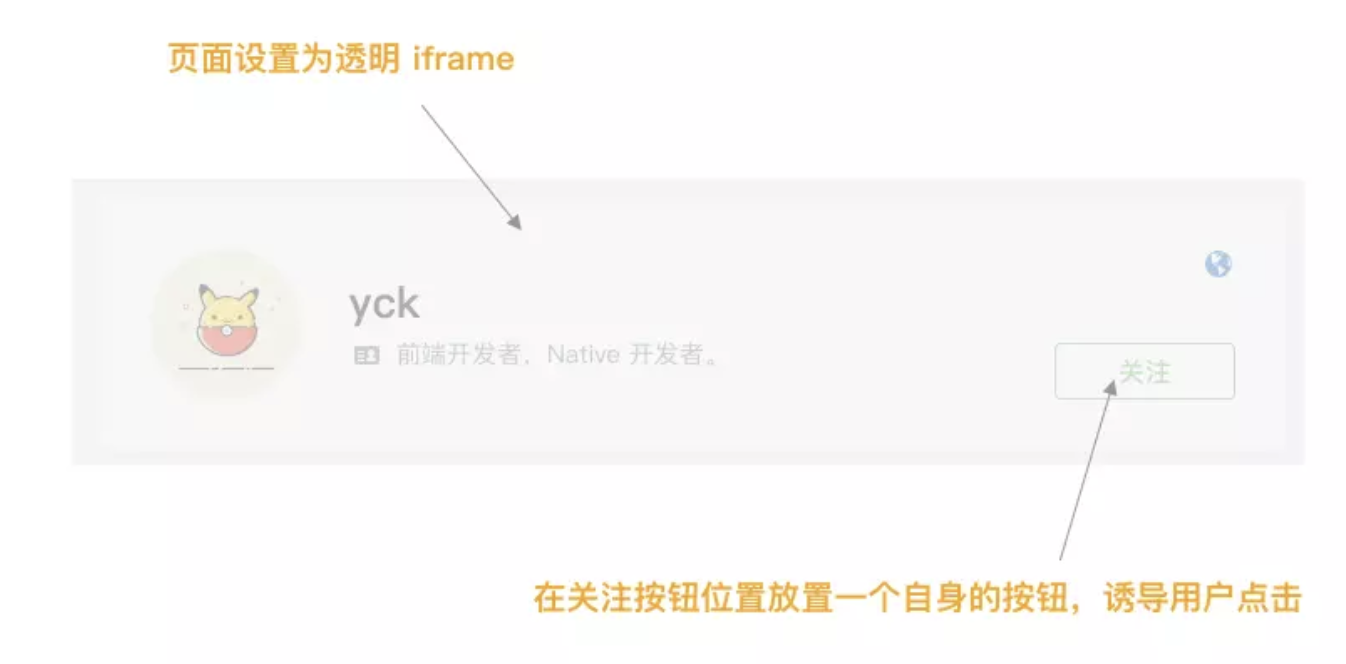 页面设置为透明 iframe
yck
前端开发者，Native 开发者。
关注
在关注按钮位置放置一个自身的按钮，诱导用户点击